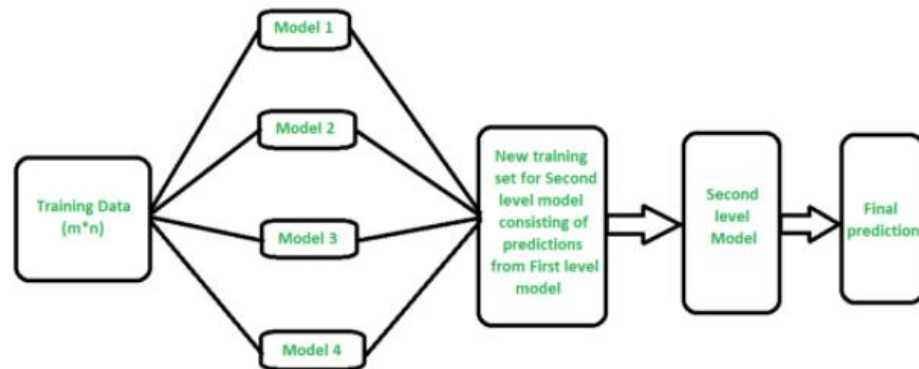 Training Data
(m*n)
Model 1
Model 2
Model 3
Model 4
New training
set for Second
level model
consisting of
predictions
from First level
model
Second
level
Model
Final
prediction